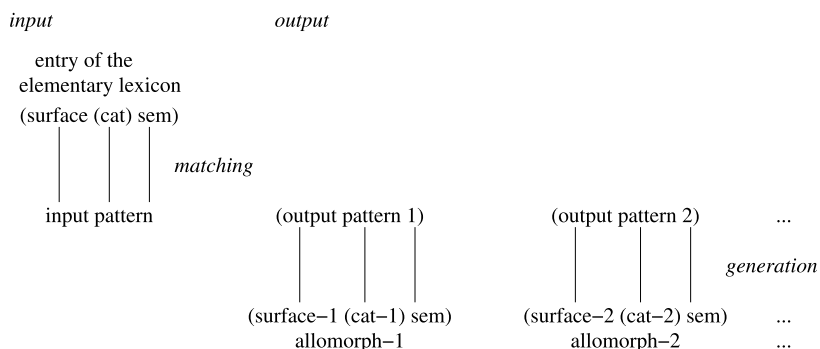 input output
entry of the
elementary lexicon
(surface (cat) sem)
matching
input pattern (output pattern 1) (output pattern 2) ...
generation
(surface−1 (cat−1) sem) (surface−2 (cat−2) sem) ...
allomorph−1 allomorph−2 ...